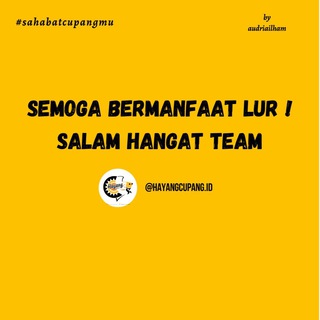 #sahabatcupangmu
by
audriailham
SEMOGA BERMANFAAT LUR !
SALAM HANGAT TEAM
@HAYANGCUPANG.ID